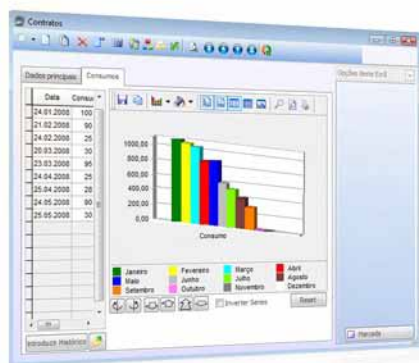 Contratos
Dados principais
Consumos
Opções deste Ecrã
Data Consu
24.01.2008 100
21.02.2008 90
24.02.2008 25
20.03.2008 30
23.03.2008 95
24.04.2008 25
25.04.2008 28
24.05.2008 80
25.05.2008 30
1000,00
800,00
600,00
400,00
200,00
0,00
Consumo
Janeiro Fevereiro Março Abril
Maio Junho Julho Agosto
Setembro Outubro Novembro Dezembro
Inverter Series
Reset
Introduzir Histórico
Marcada